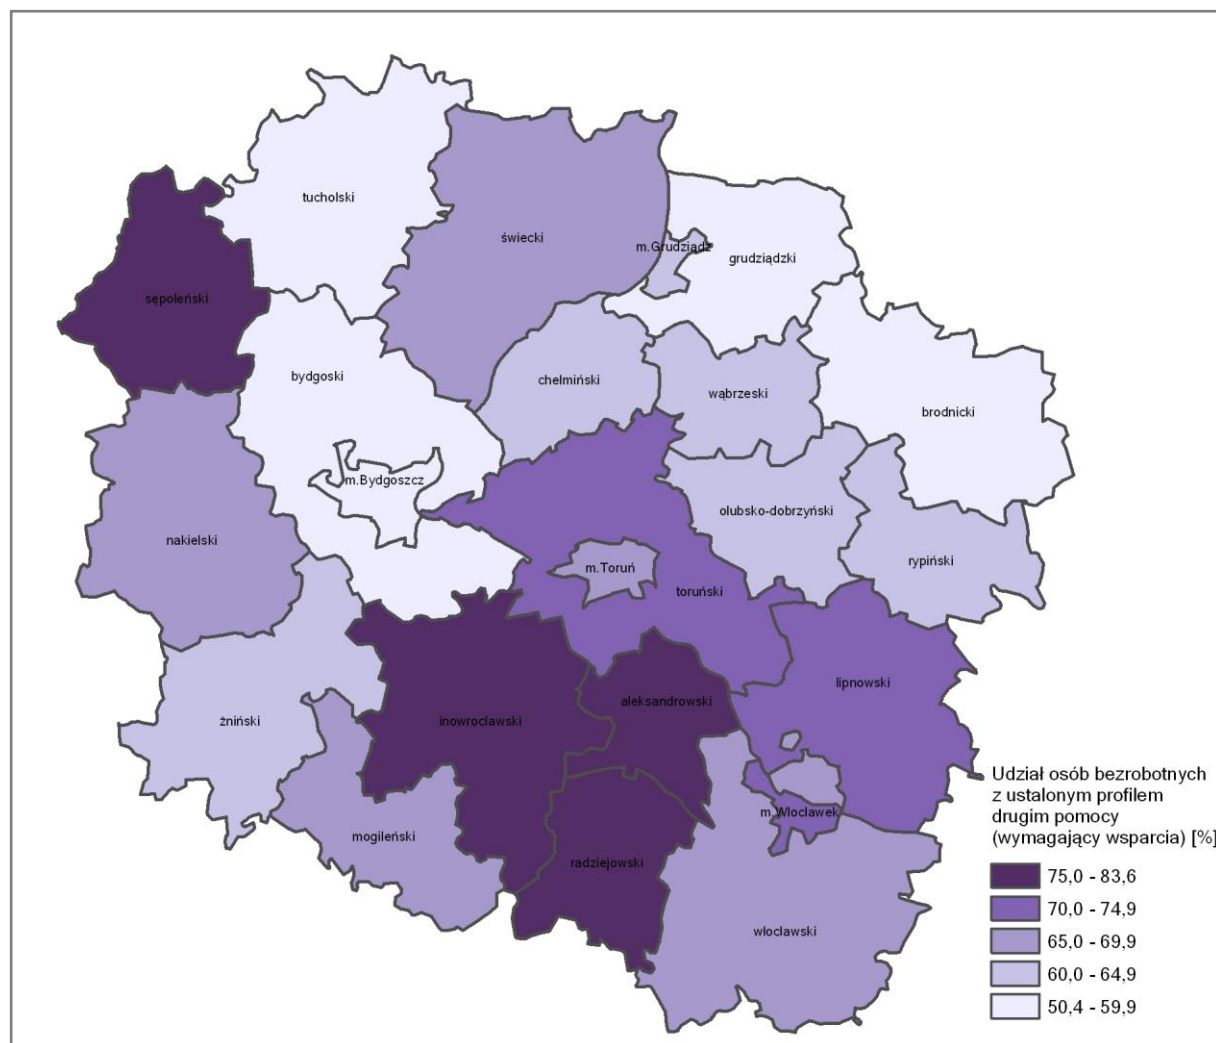 tucholski
świecki
m.Grudziądz
grudziądzki
sępoleński
bydgoski
chełmiński
wąbrzeski
brodnicki
m.Bydgoszcz
olubsko-dobrzyński
nakielski
m.Toruń
toruński
rypiński
lipnowski
aleksandrowski
żniński
inowrocławski
m.Włocławek
mogileński
radziejowski
włocławski
Udział osób bezrobotnych
z ustalonym profilem
drugim pomocy
(wymagający wsparcia) [%]
75,0 - 83,6
70,0 - 74,9
65,0 - 69,9
60,0 - 64,9
50,4 - 59,9